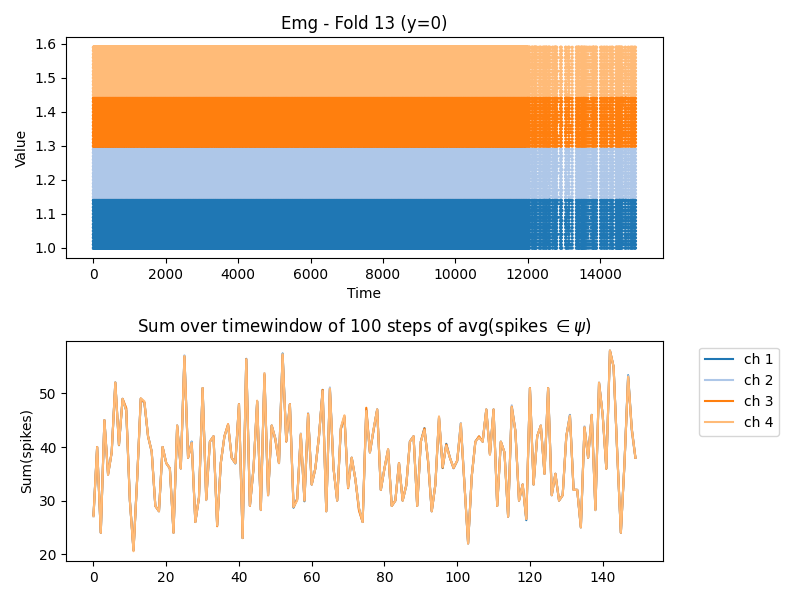 Emg - Fold 13 (y=0)
Value
1.6
1.5
1.4
1.3
1.2
1.1
1.0
0 2000 4000 6000 8000 10000 12000 14000
Time
Sum over timewindow of 100 steps of avg(spikes ∈ ψ)
Sum(spikes)
50
40
30
20
0 20 40 60 80 100 120 140
ch 1
ch 2
ch 3
ch 4